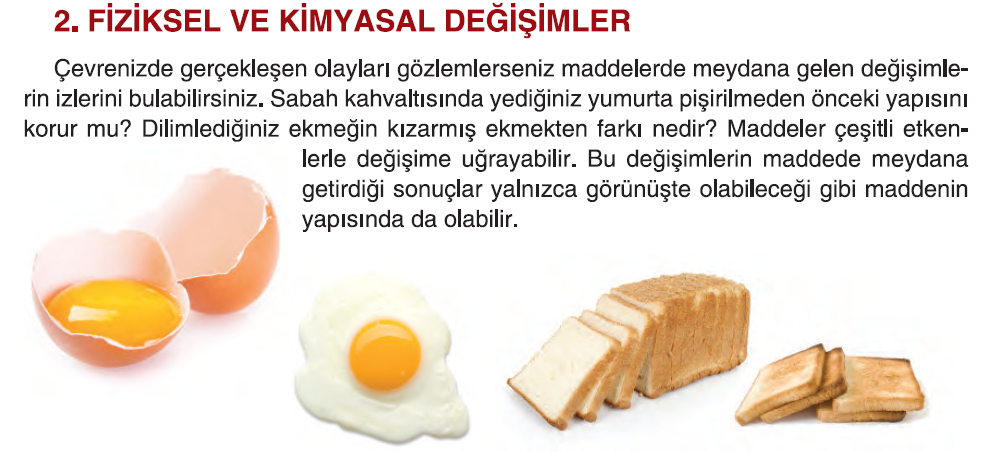 2. FİZİKSEL VE KİMYASAL DEĞİŞİMLER
Çevrenizde gerçekleşen olayları gözlemlerseniz maddelerde meydana gelen değişimle-
rin izlerini bulabilirsiniz. Sabah kahvaltısında yediğiniz yumurta pişirilmeden önceki yapısını
korur mu? Dilimlediğiniz ekmeğin kızarmış ekmekten farkı nedir? Maddeler çeşitli etken-
lerle değişime uğrayabilir. Bu değişimlerin maddede meydana
getirdiği sonuçlar yalnızca görünüşte olabileceği gibi maddenin
yapısında da olabilir.